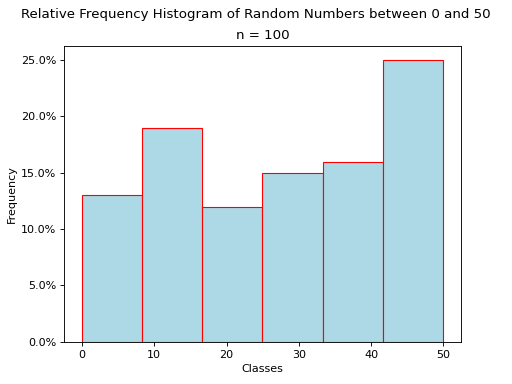 Relative Frequency Histogram of Random Numbers between 0 and 50
n = 100
25.0%
20.0%
15.0%
10.0%
5.0%
0.0%
Frequency
0 10 20 30 40 50
Classes